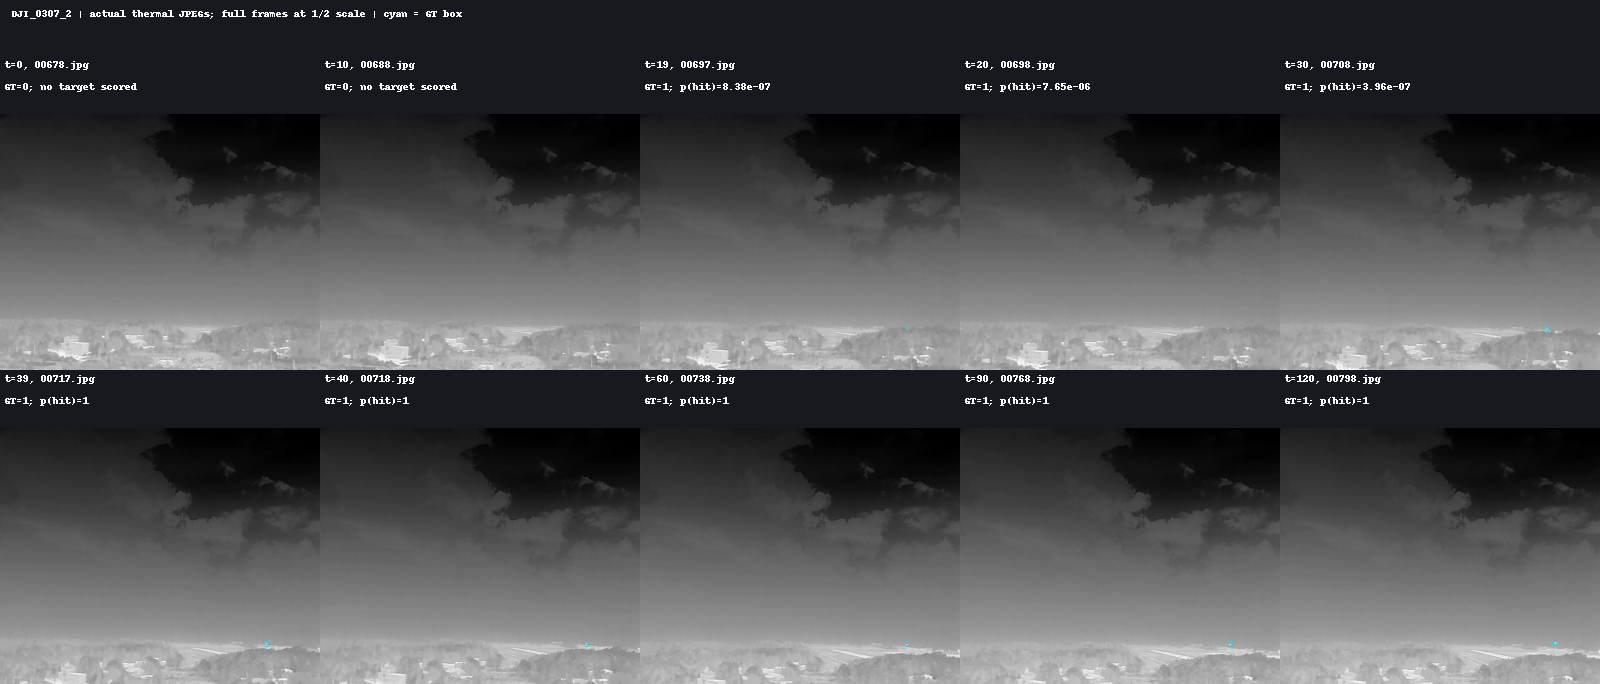 DJI_0307_2 | actual thermal JPEGs; full frames at 1/2 scale | cyan = GT box
t=0, 00678.jpg
GT=0; no target scored
t=10, 00688.jpg
GT=0; no target scored
t=19, 00697.jpg
GT=1; p(hit)=8.38e-07
t=20, 00698.jpg
GT=1; p(hit)=7.65e-06
t=30, 00708.jpg
GT=1; p(hit)=3.96e-07
t=39, 00717.jpg
GT=1; p(hit)=1
t=40, 00718.jpg
GT=1; p(hit)=1
t=60, 00738.jpg
GT=1; p(hit)=1
t=90, 00768.jpg
GT=1; p(hit)=1
t=120, 00798.jpg
GT=1; p(hit)=1